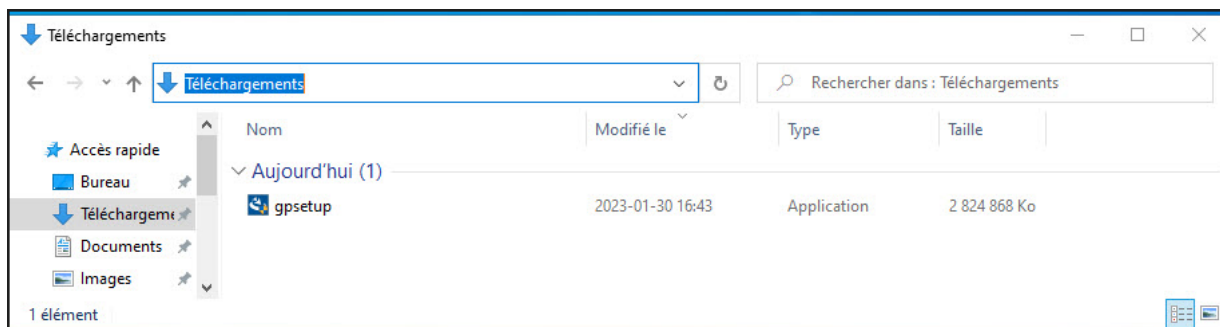 Téléchargements
Téléchargements
Rechercher dans : Téléchargements
Nom Modifié le Type Taille
Accès rapide
Aujourd'hui (1)
Bureau
Téléchargeme
gpsetup 2023-01-30 16:43 Application 2 824 868 Ko
Documents
Images
1 élément